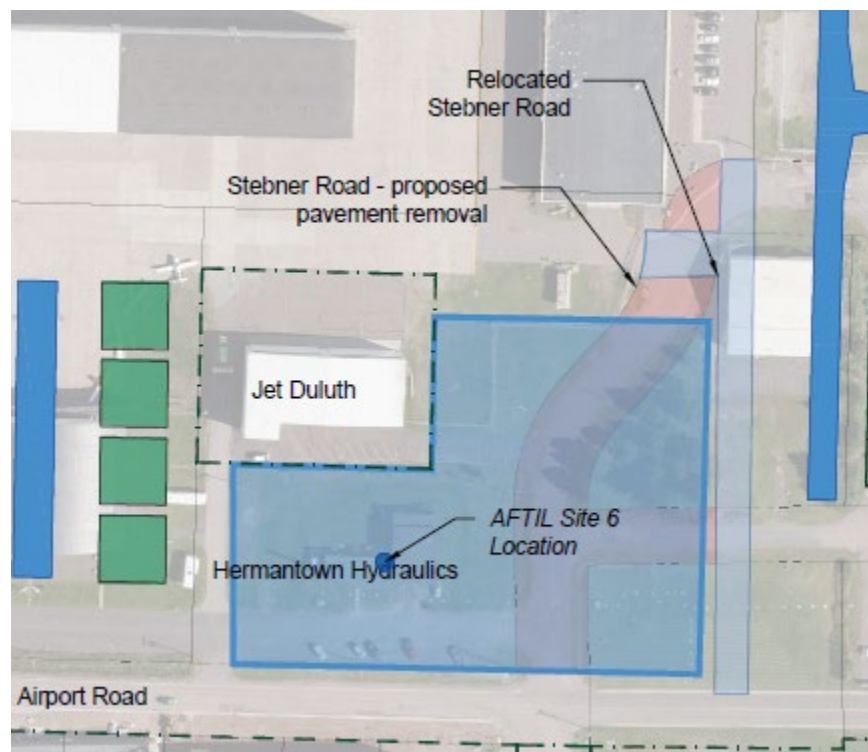 Relocated
Stebner Road
Stebner Road - proposed
pavement removal
Jet Duluth
AFTIL Site 6
Location
Hermantown Hydraulics
Airport Road